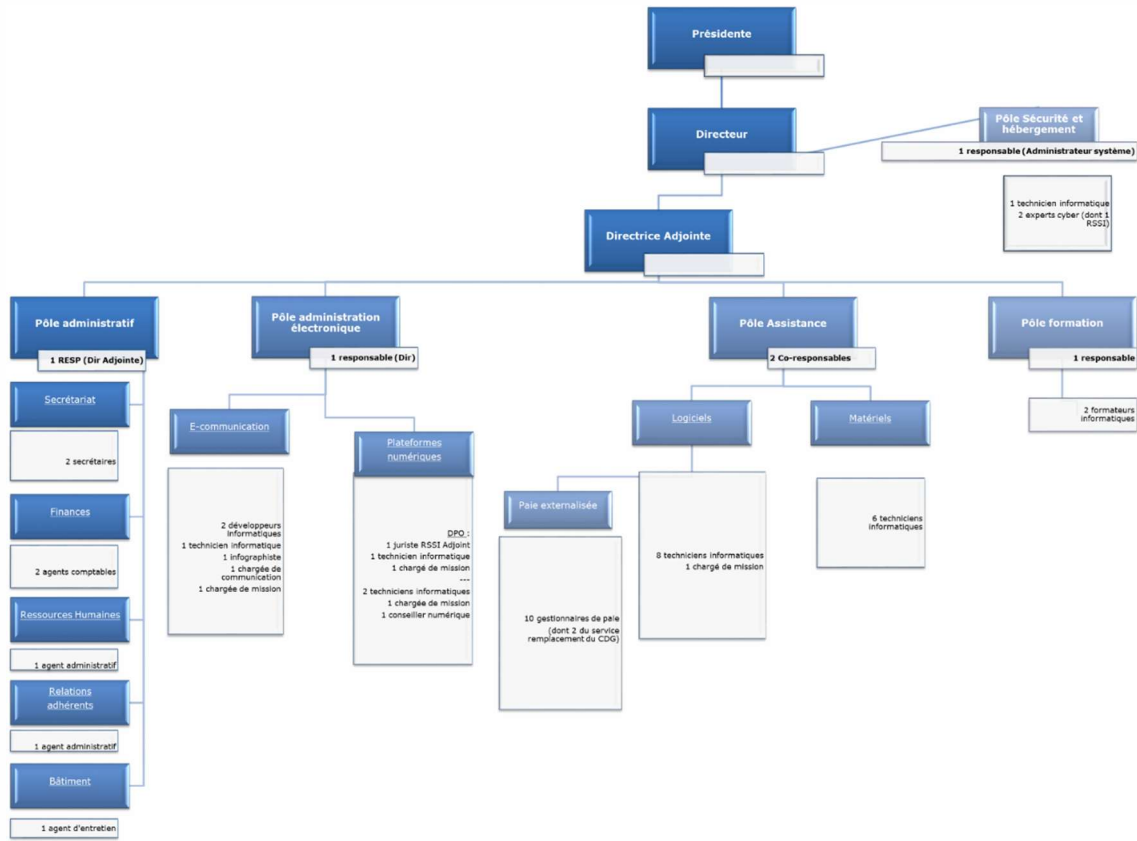 Présidente
Directeur
Pôle Sécurité et
hébergement
1 responsable (Administrateur système)
1 technicien informatique
2 experts cyber (dont 1
RSSI)
Directrice Adjointe
Pôle administratif
1 RESP (Dir Adjointe)
Secrétariat
2 secrétaires
Finances
2 agents comptables
Ressources Humaines
1 agent administratif
Relations
adhérents
1 agent administratif
Bâtiment
1 agent d'entretien
Pôle administration
électronique
1 responsable (Dir)
E-communication
2 développeurs
informatiques
1 technicien informatique
1 infographiste
1 chargée de
communication
1 chargée de mission
Plateformes
numériques
DPO :
1 juriste RSSI Adjoint
1 technicien informatique
1 chargé de mission
---
2 techniciens informatiques
1 chargée de mission
1 conseiller numérique
Pôle Assistance
2 Co-responsables
Logiciels
8 techniciens informatiques
1 chargé de mission
Paie externalisée
10 gestionnaires de paie
(dont 2 du service
remplacement du CDG)
Matériels
6 techniciens
informatiques
Pôle formation
1 responsable
2 formateurs
informatiques